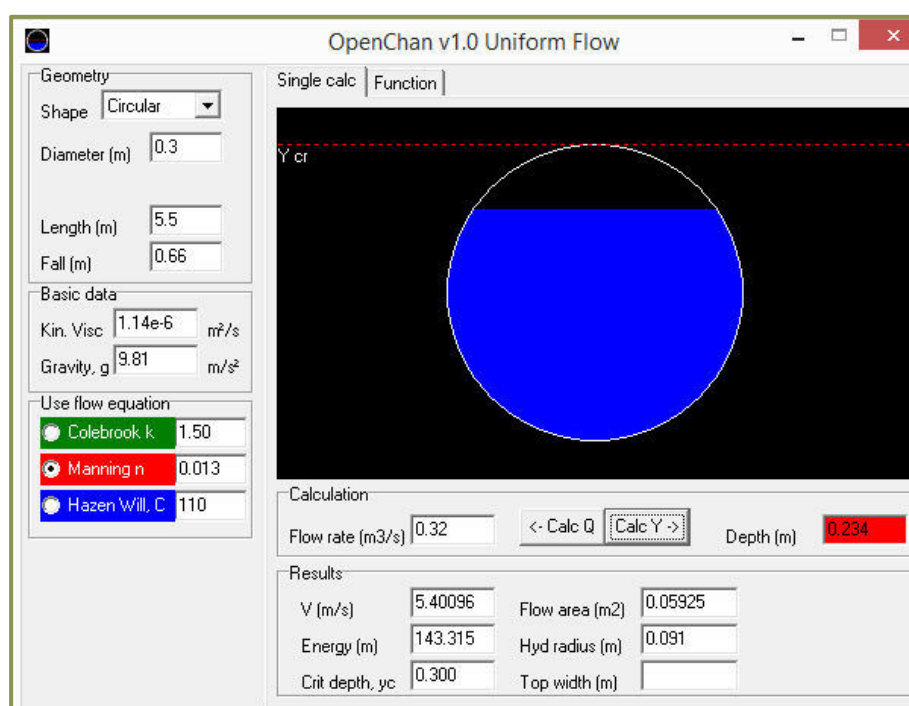 OpenChan v1.0 Uniform Flow
Geometry
Shape Circular
Diameter (m) 0.3
Length (m) 5.5
Fall (m) 0.66
Basic data
Kin. Visc 1.14e-6 m²/s
Gravity, g 9.81 m/s²
Use flow equation
Colebrook k 1.50
Manning n 0.013
Hazen Will, C 110
Single calc Function
Y cr
Calculation
Flow rate (m3/s) 0.32 <- Calc Q Calc Y -> Depth (m) 0.234
Results
V (m/s) 5.40096 Flow area (m2) 0.05925
Energy (m) 143.315 Hyd radius (m) 0.091
Crit depth, yc 0.300 Top width (m)